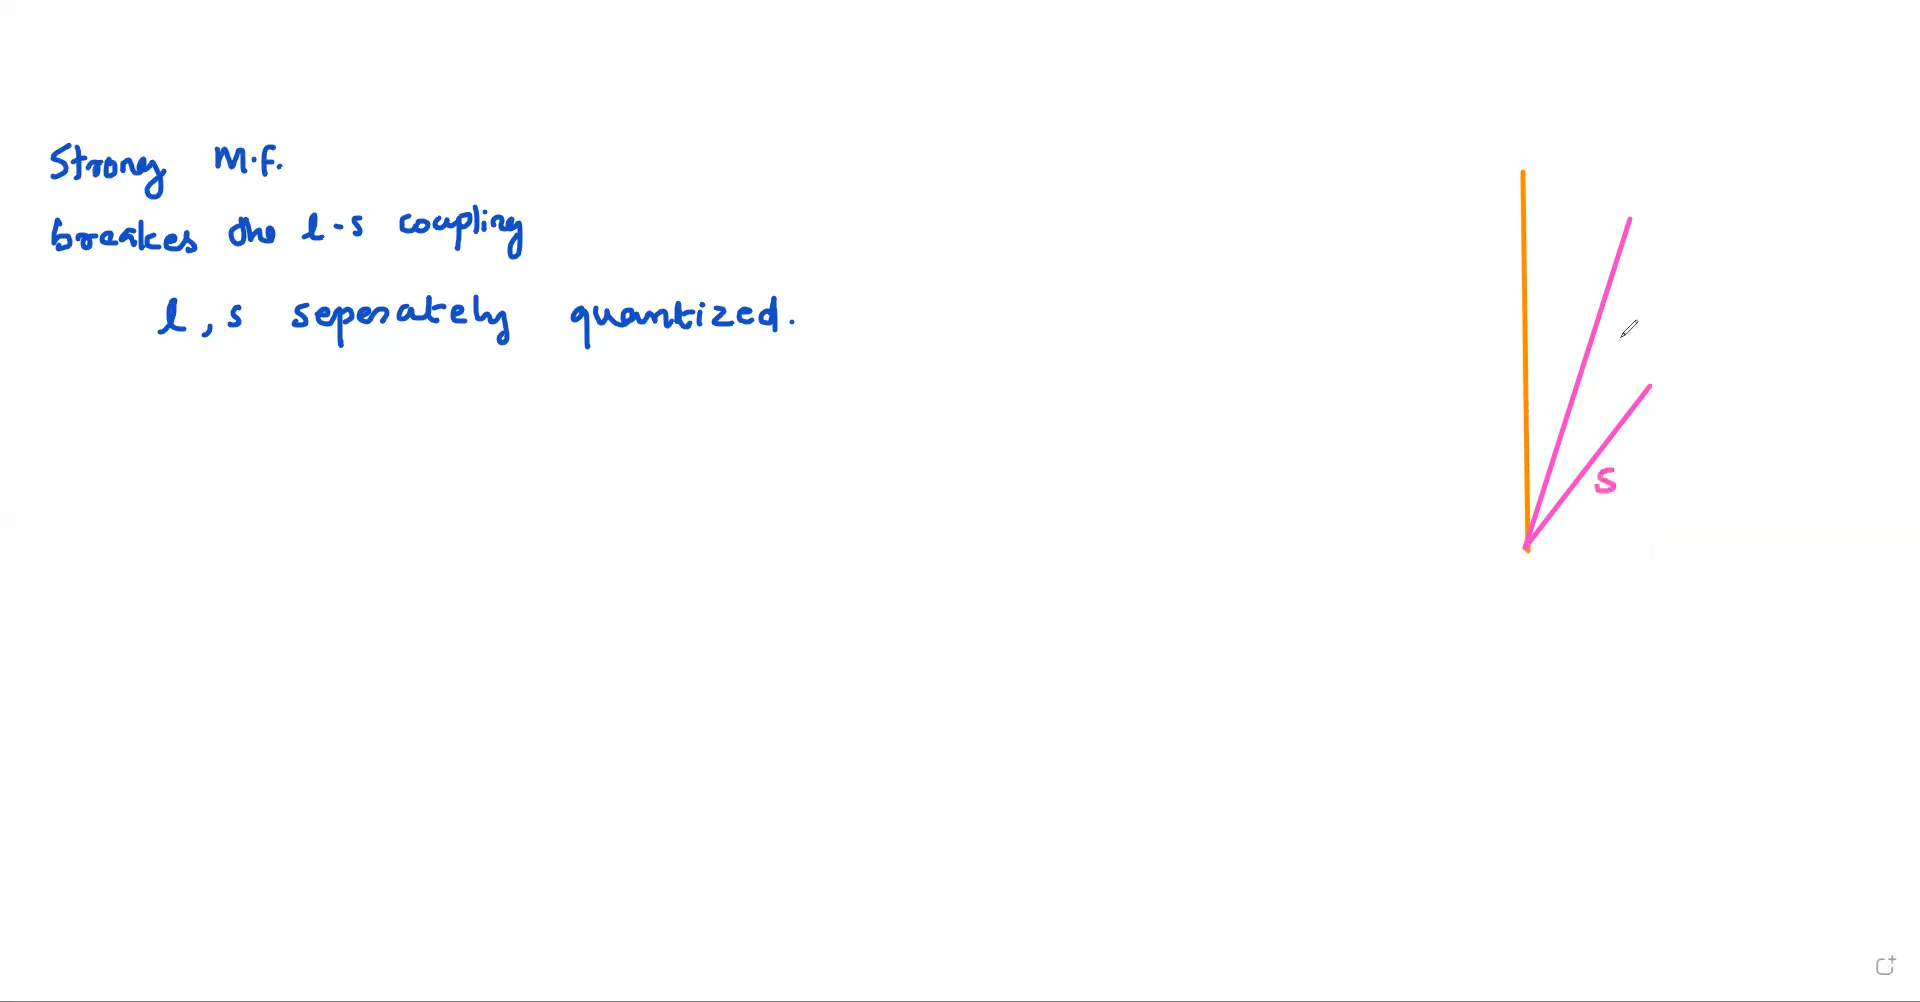 Strong M.F.
breakes the l-s coupling
l, s seperately quantized.
S